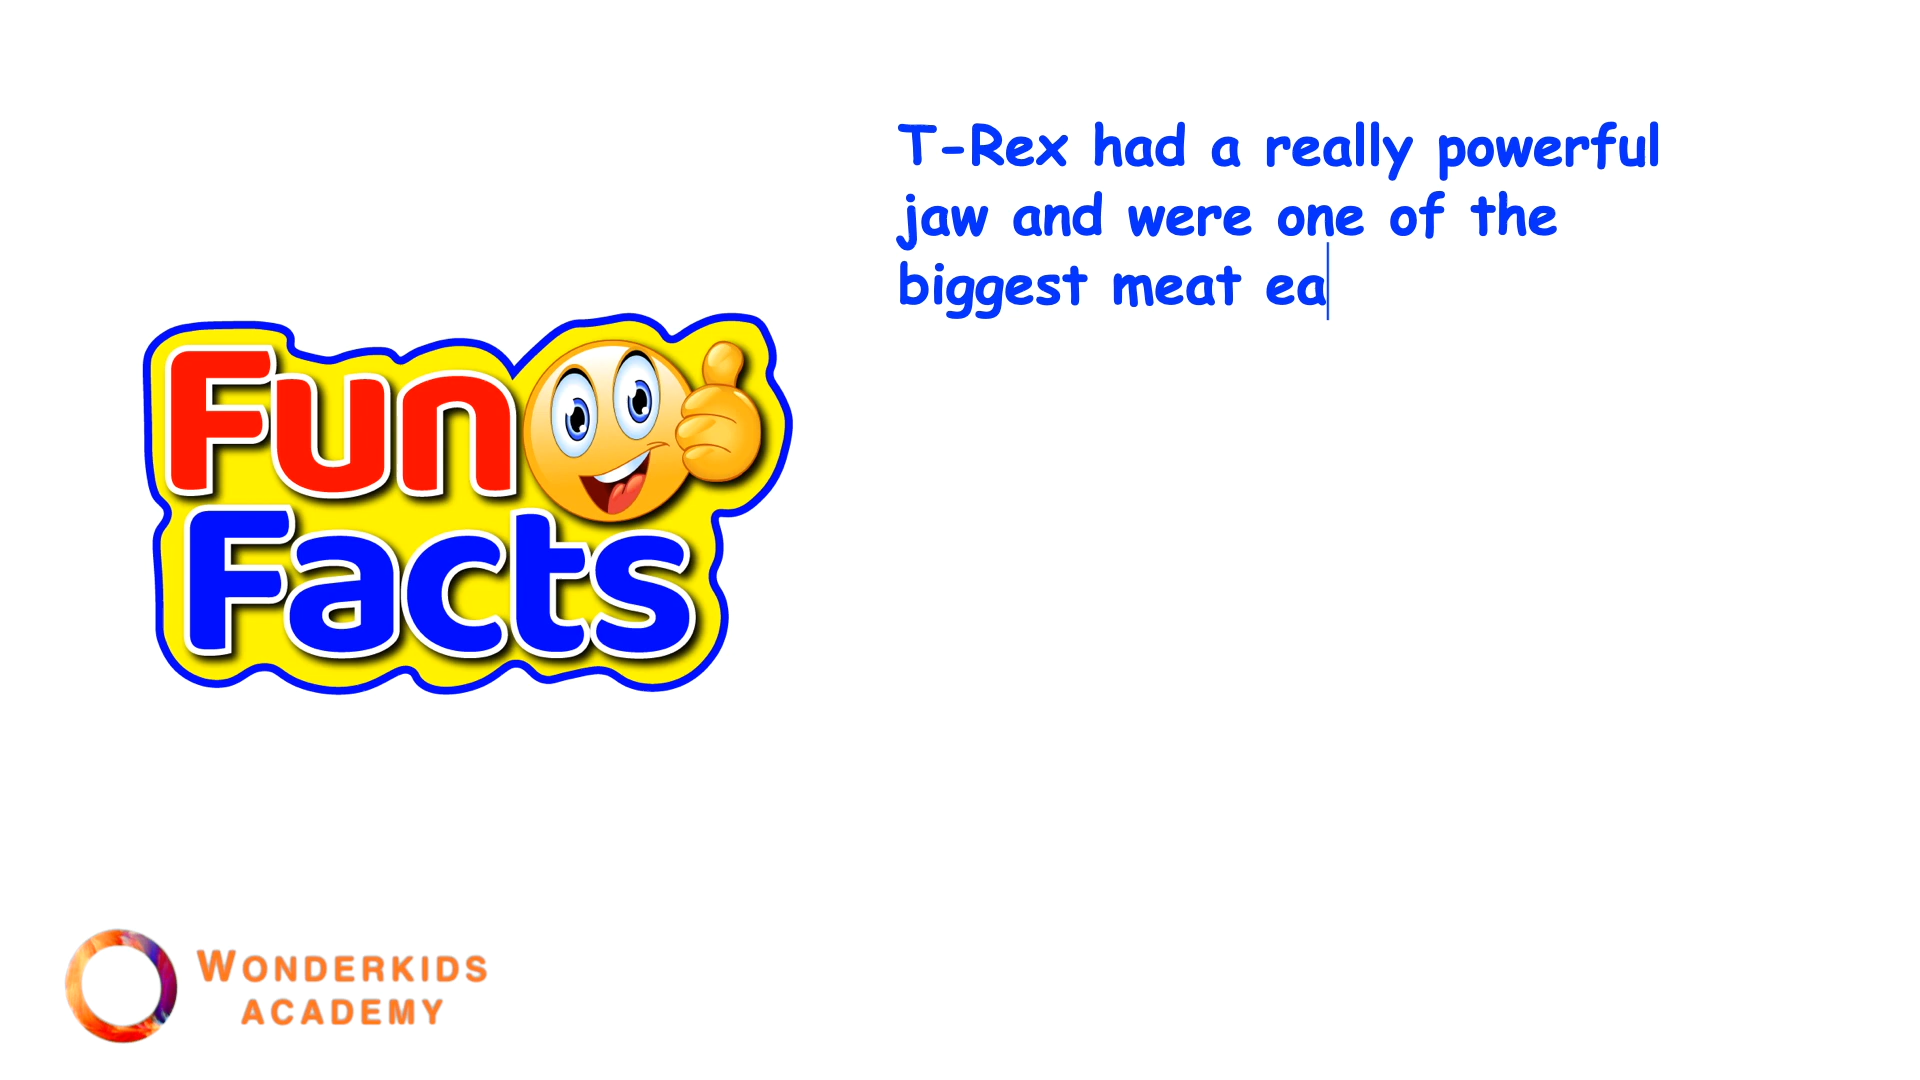 T-Rex had a really powerful
jaw and were one of the
biggest meat ea
Fun
Facts
WONDERKIDS
ACADEMY